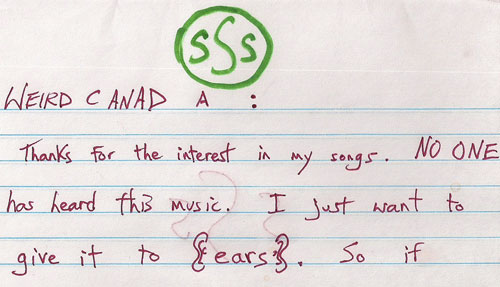 sSs
WEIRD CANAD A :
Thanks for the interest in my songs. NO ONE
has heard this music. I just want to
give it to {ears}. So if